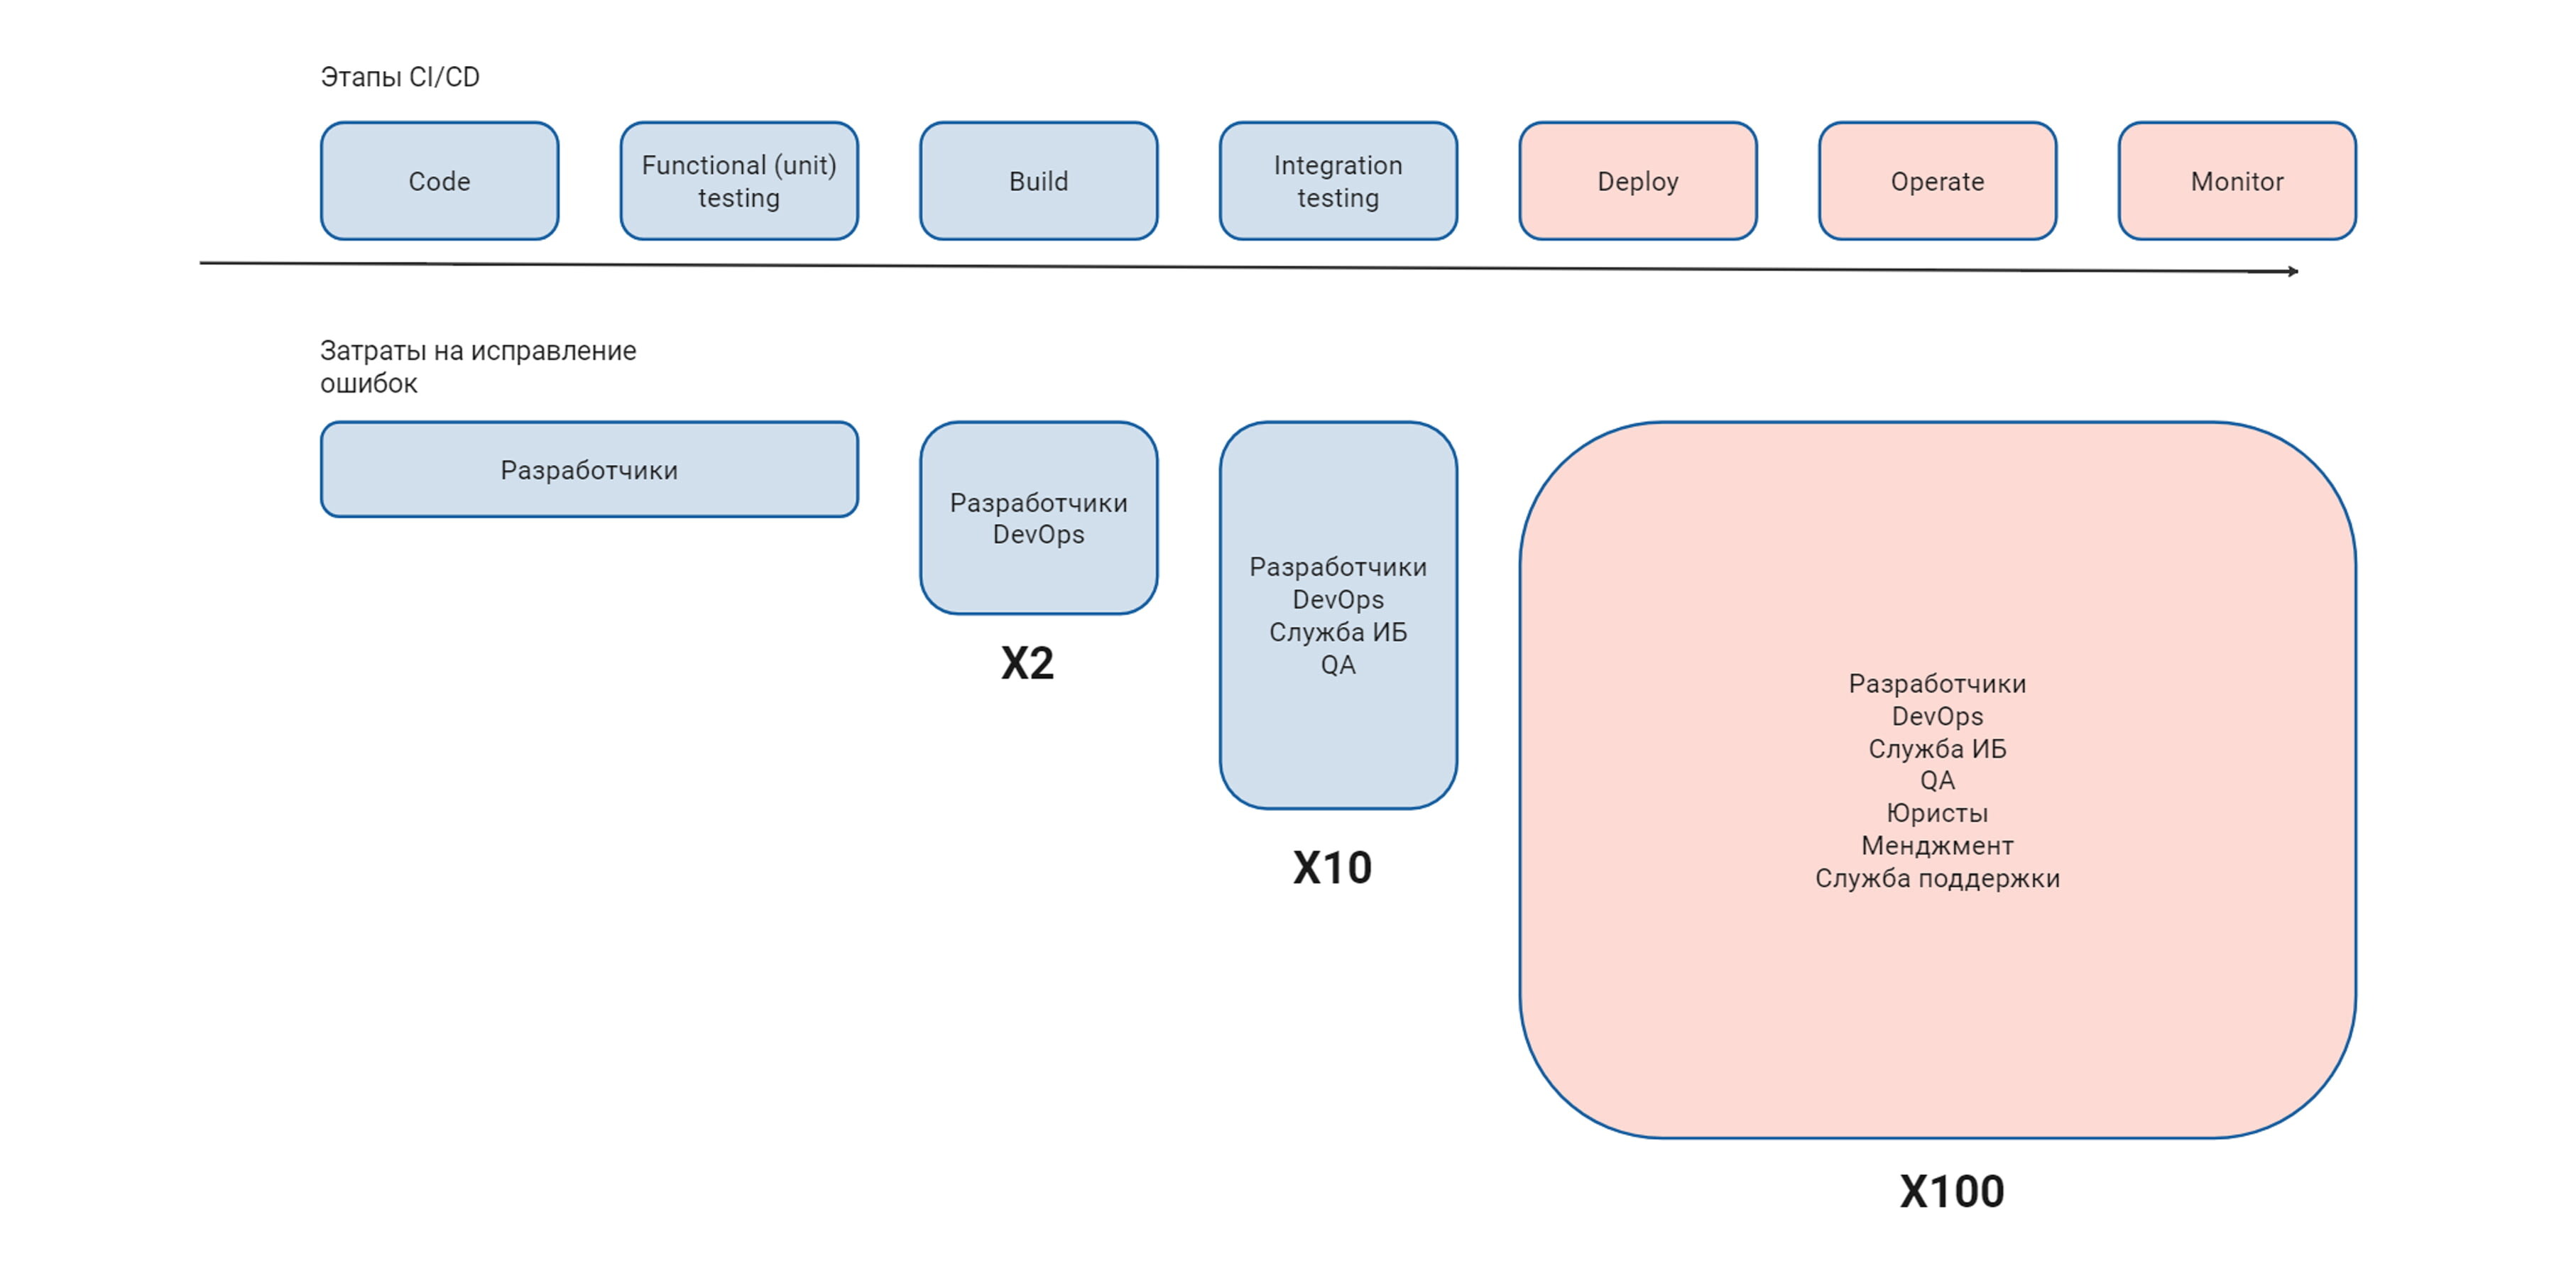 Этапы CI/CD
Code
Functional (unit)
testing
Build
Integration
testing
Deploy
Operate
Monitor
Затраты на исправление
ошибок
Разработчики
Разработчики
DevOps
X2
Разработчики
DevOps
Служба ИБ
QA
X10
Разработчики
DevOps
Служба ИБ
QA
Юристы
Менджмент
Служба поддержки
X100